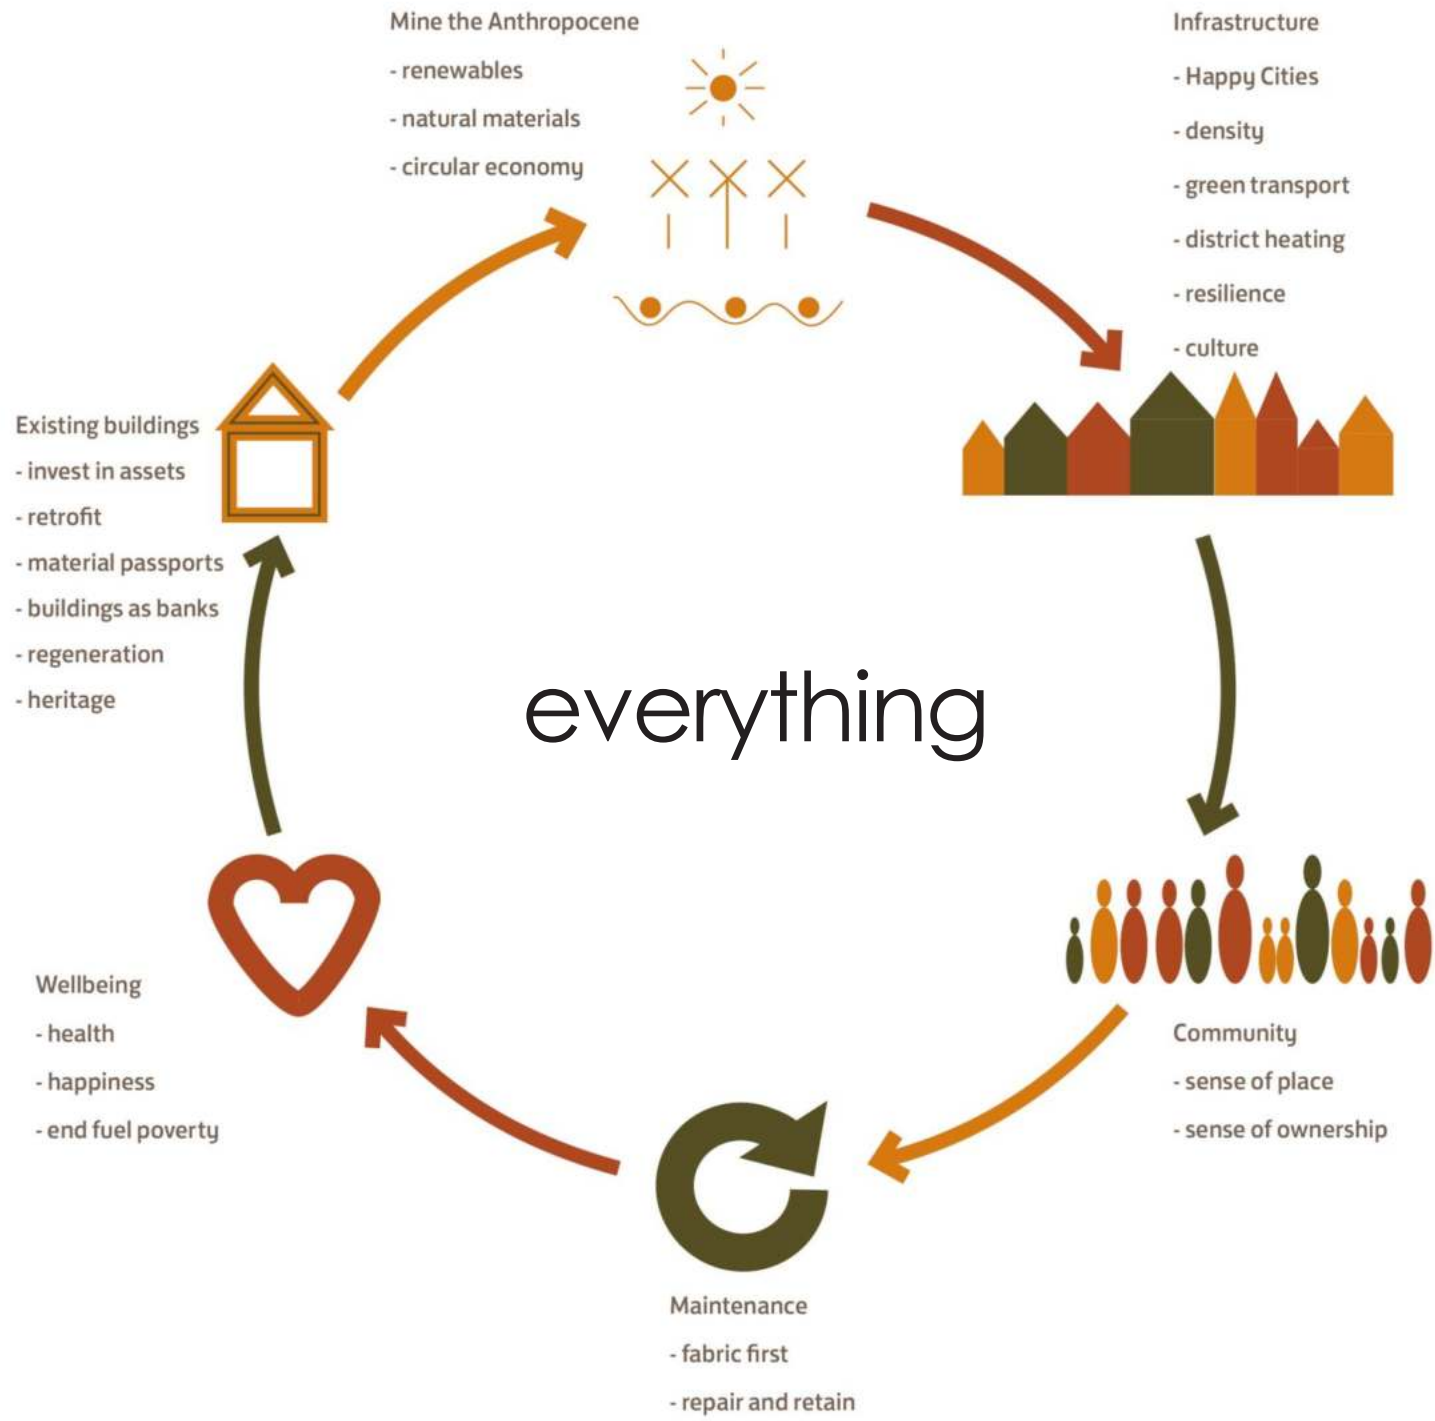 Mine the Anthropocene
- renewables
- natural materials
- circular economy
Infrastructure
- Happy Cities
- density
- green transport
- district heating
- resilience
- culture
Existing buildings
- invest in assets
- retrofit
- material passports
- buildings as banks
- regeneration
- heritage
everything
Wellbeing
- health
- happiness
- end fuel poverty
Community
- sense of place
- sense of ownership
Maintenance
- fabric first
- repair and retain